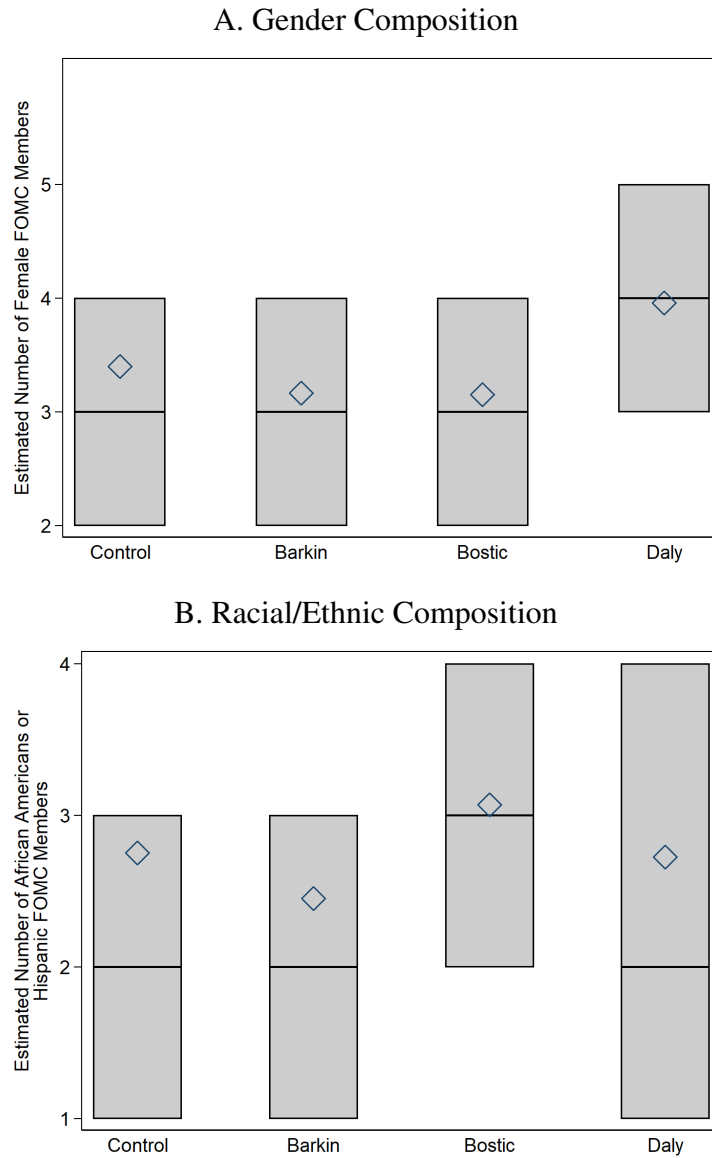 A. Gender Composition
Estimated Number of Female FOMC Members
5
4
3
2
Control Barkin Bostic Daly
B. Racial/Ethnic Composition
Estimated Number of African Americans or
Hispanic FOMC Members
4
3
2
1
Control Barkin Bostic Daly